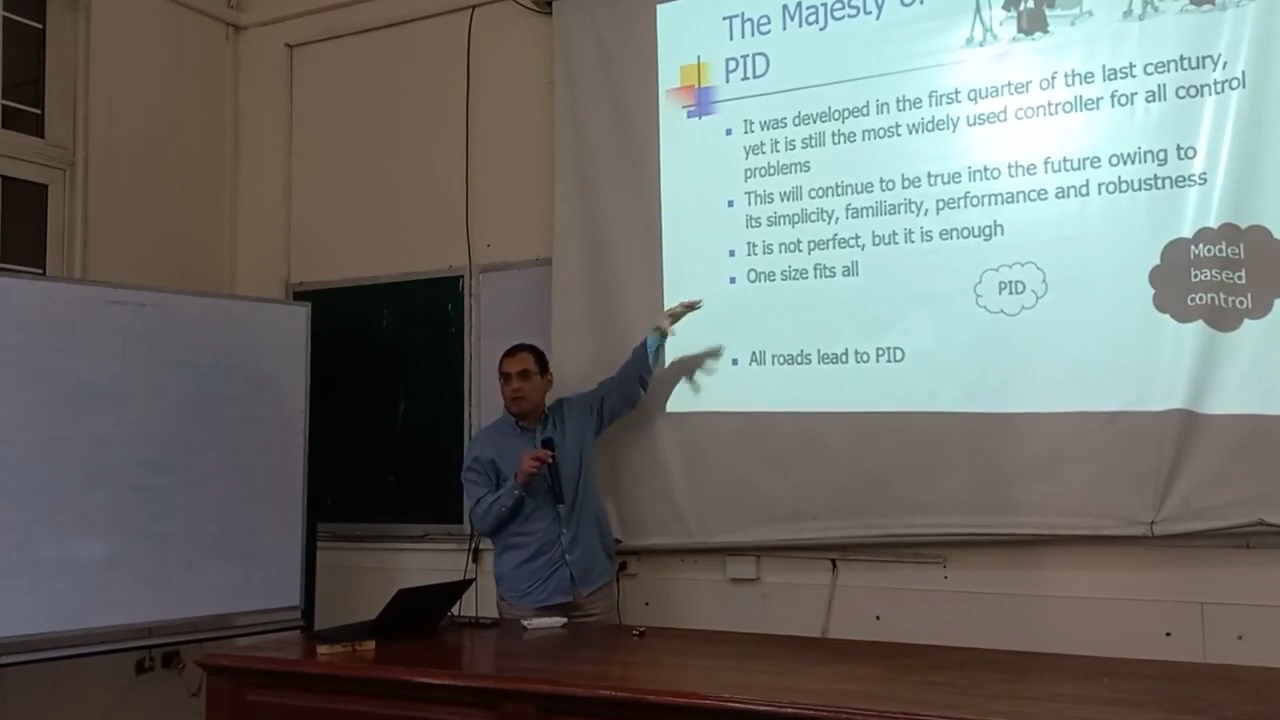 The Majesty of
PID
It was developed in the first quarter of the last century,
yet it is still the most widely used controller for all control
problems
This will continue to be true into the future owing to
its simplicity, familiarity, performance and robustness
It is not perfect, but it is enough
One size fits all
PID
Model
based
control
All roads lead to PID